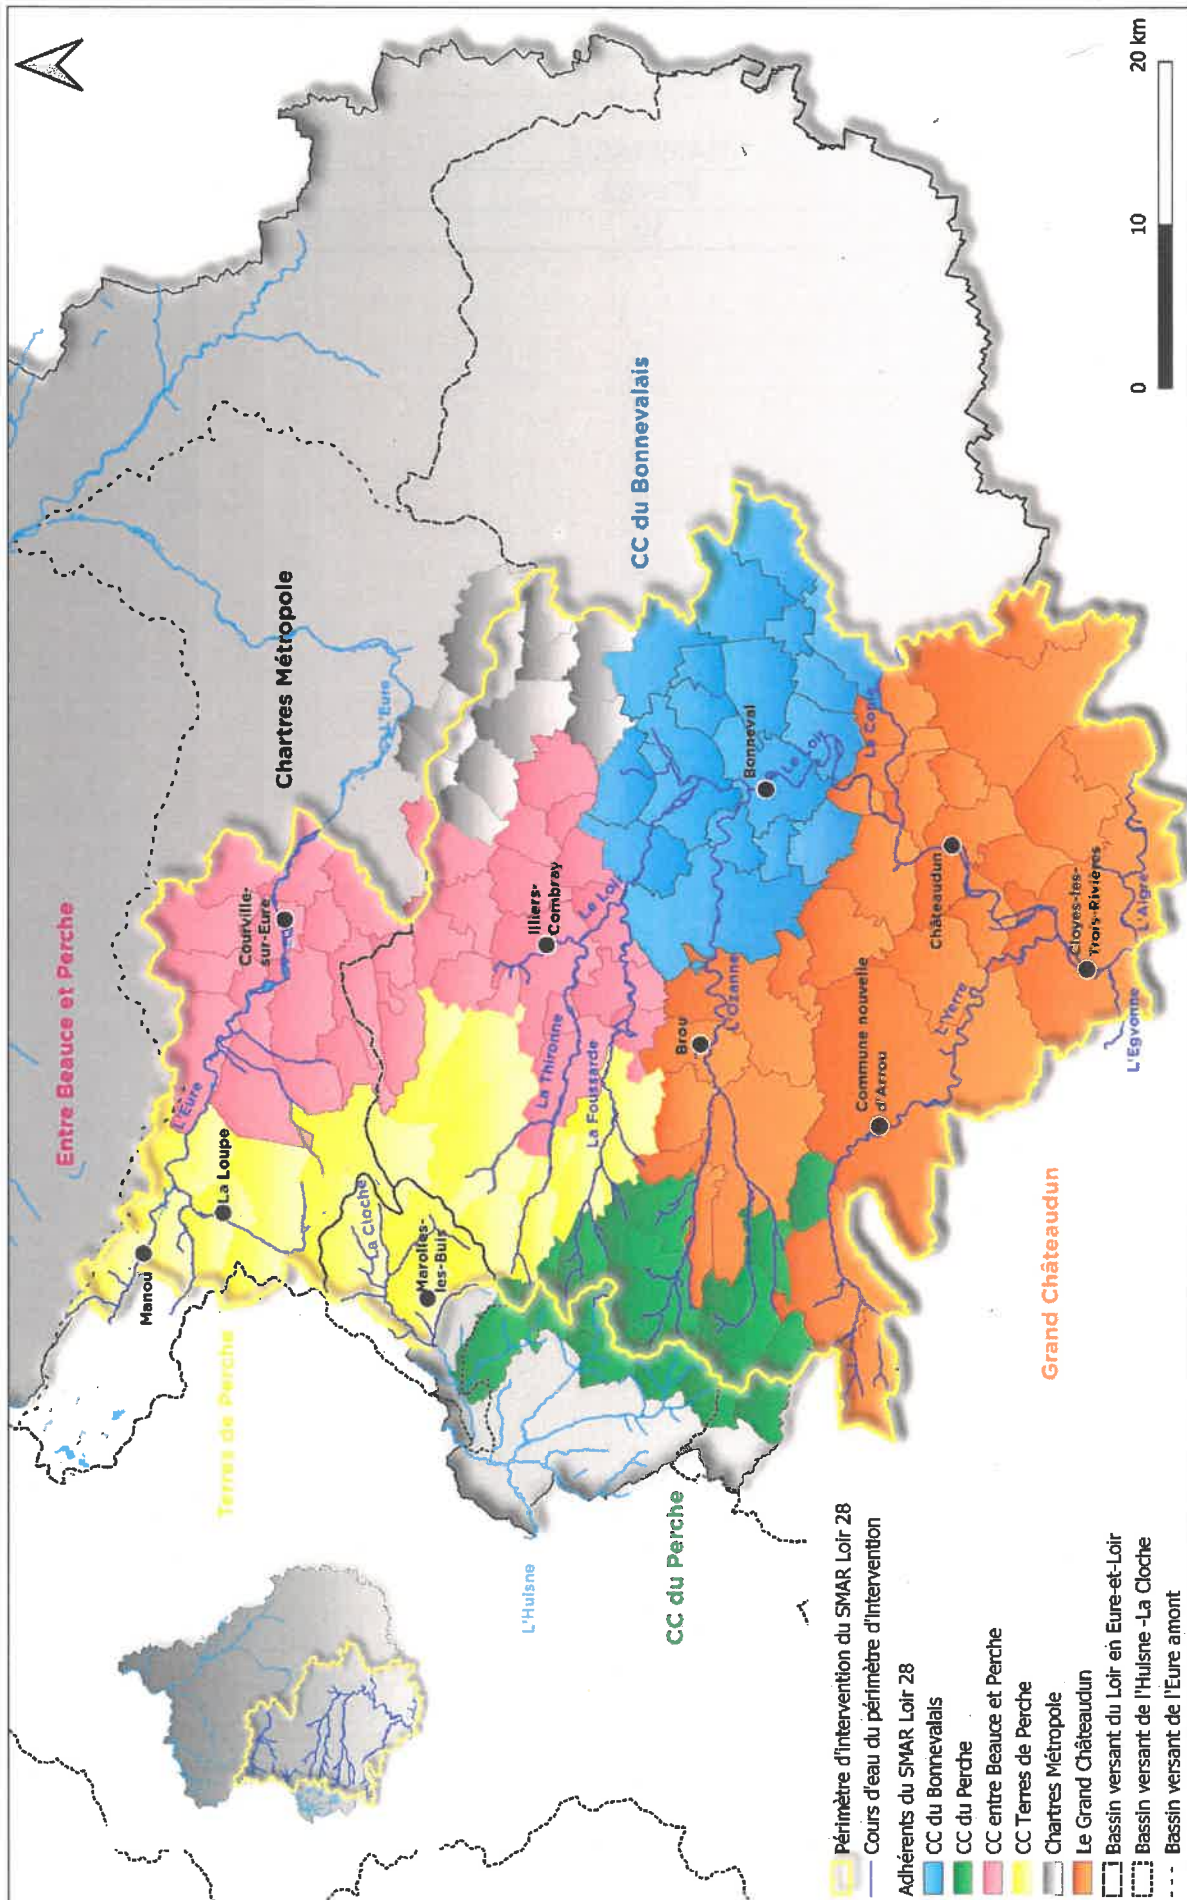 Entre Beauce et Perche
Chartres Métropole
Terres de Perche
CC du Bonnevalais
CC du Perche
Grand Châteaudun
Manou
La Loupe
L'Eure
Courville-
sur-Eure
L'Eure
La Cloche
Marolles-
les-Buis
Illiers-
Combray
Le Loir
La Thironne
La Foussarde
L'Huisne
Brou
L'Ozanne
Bonneval
Le Loir
La Conie
Commune nouvelle
d'Arrou
L'Yerre
Châteaudun
Cloyes-les-
Trois-Rivières
L'Aigre
L'Egvonne
0
10
20 km
Périmètre d'intervention du SMAR Loir 28
Cours d'eau du périmètre d'intervention
Adhérents du SMAR Loir 28
CC du Bonnevalais
CC du Perche
CC entre Beauce et Perche
CC Terres de Perche
Chartres Métropole
Le Grand Châteaudun
Bassin versant du Loir en Eure-et-Loir
Bassin versant de l'Huisne -La Cloche
Bassin versant de l'Eure amont